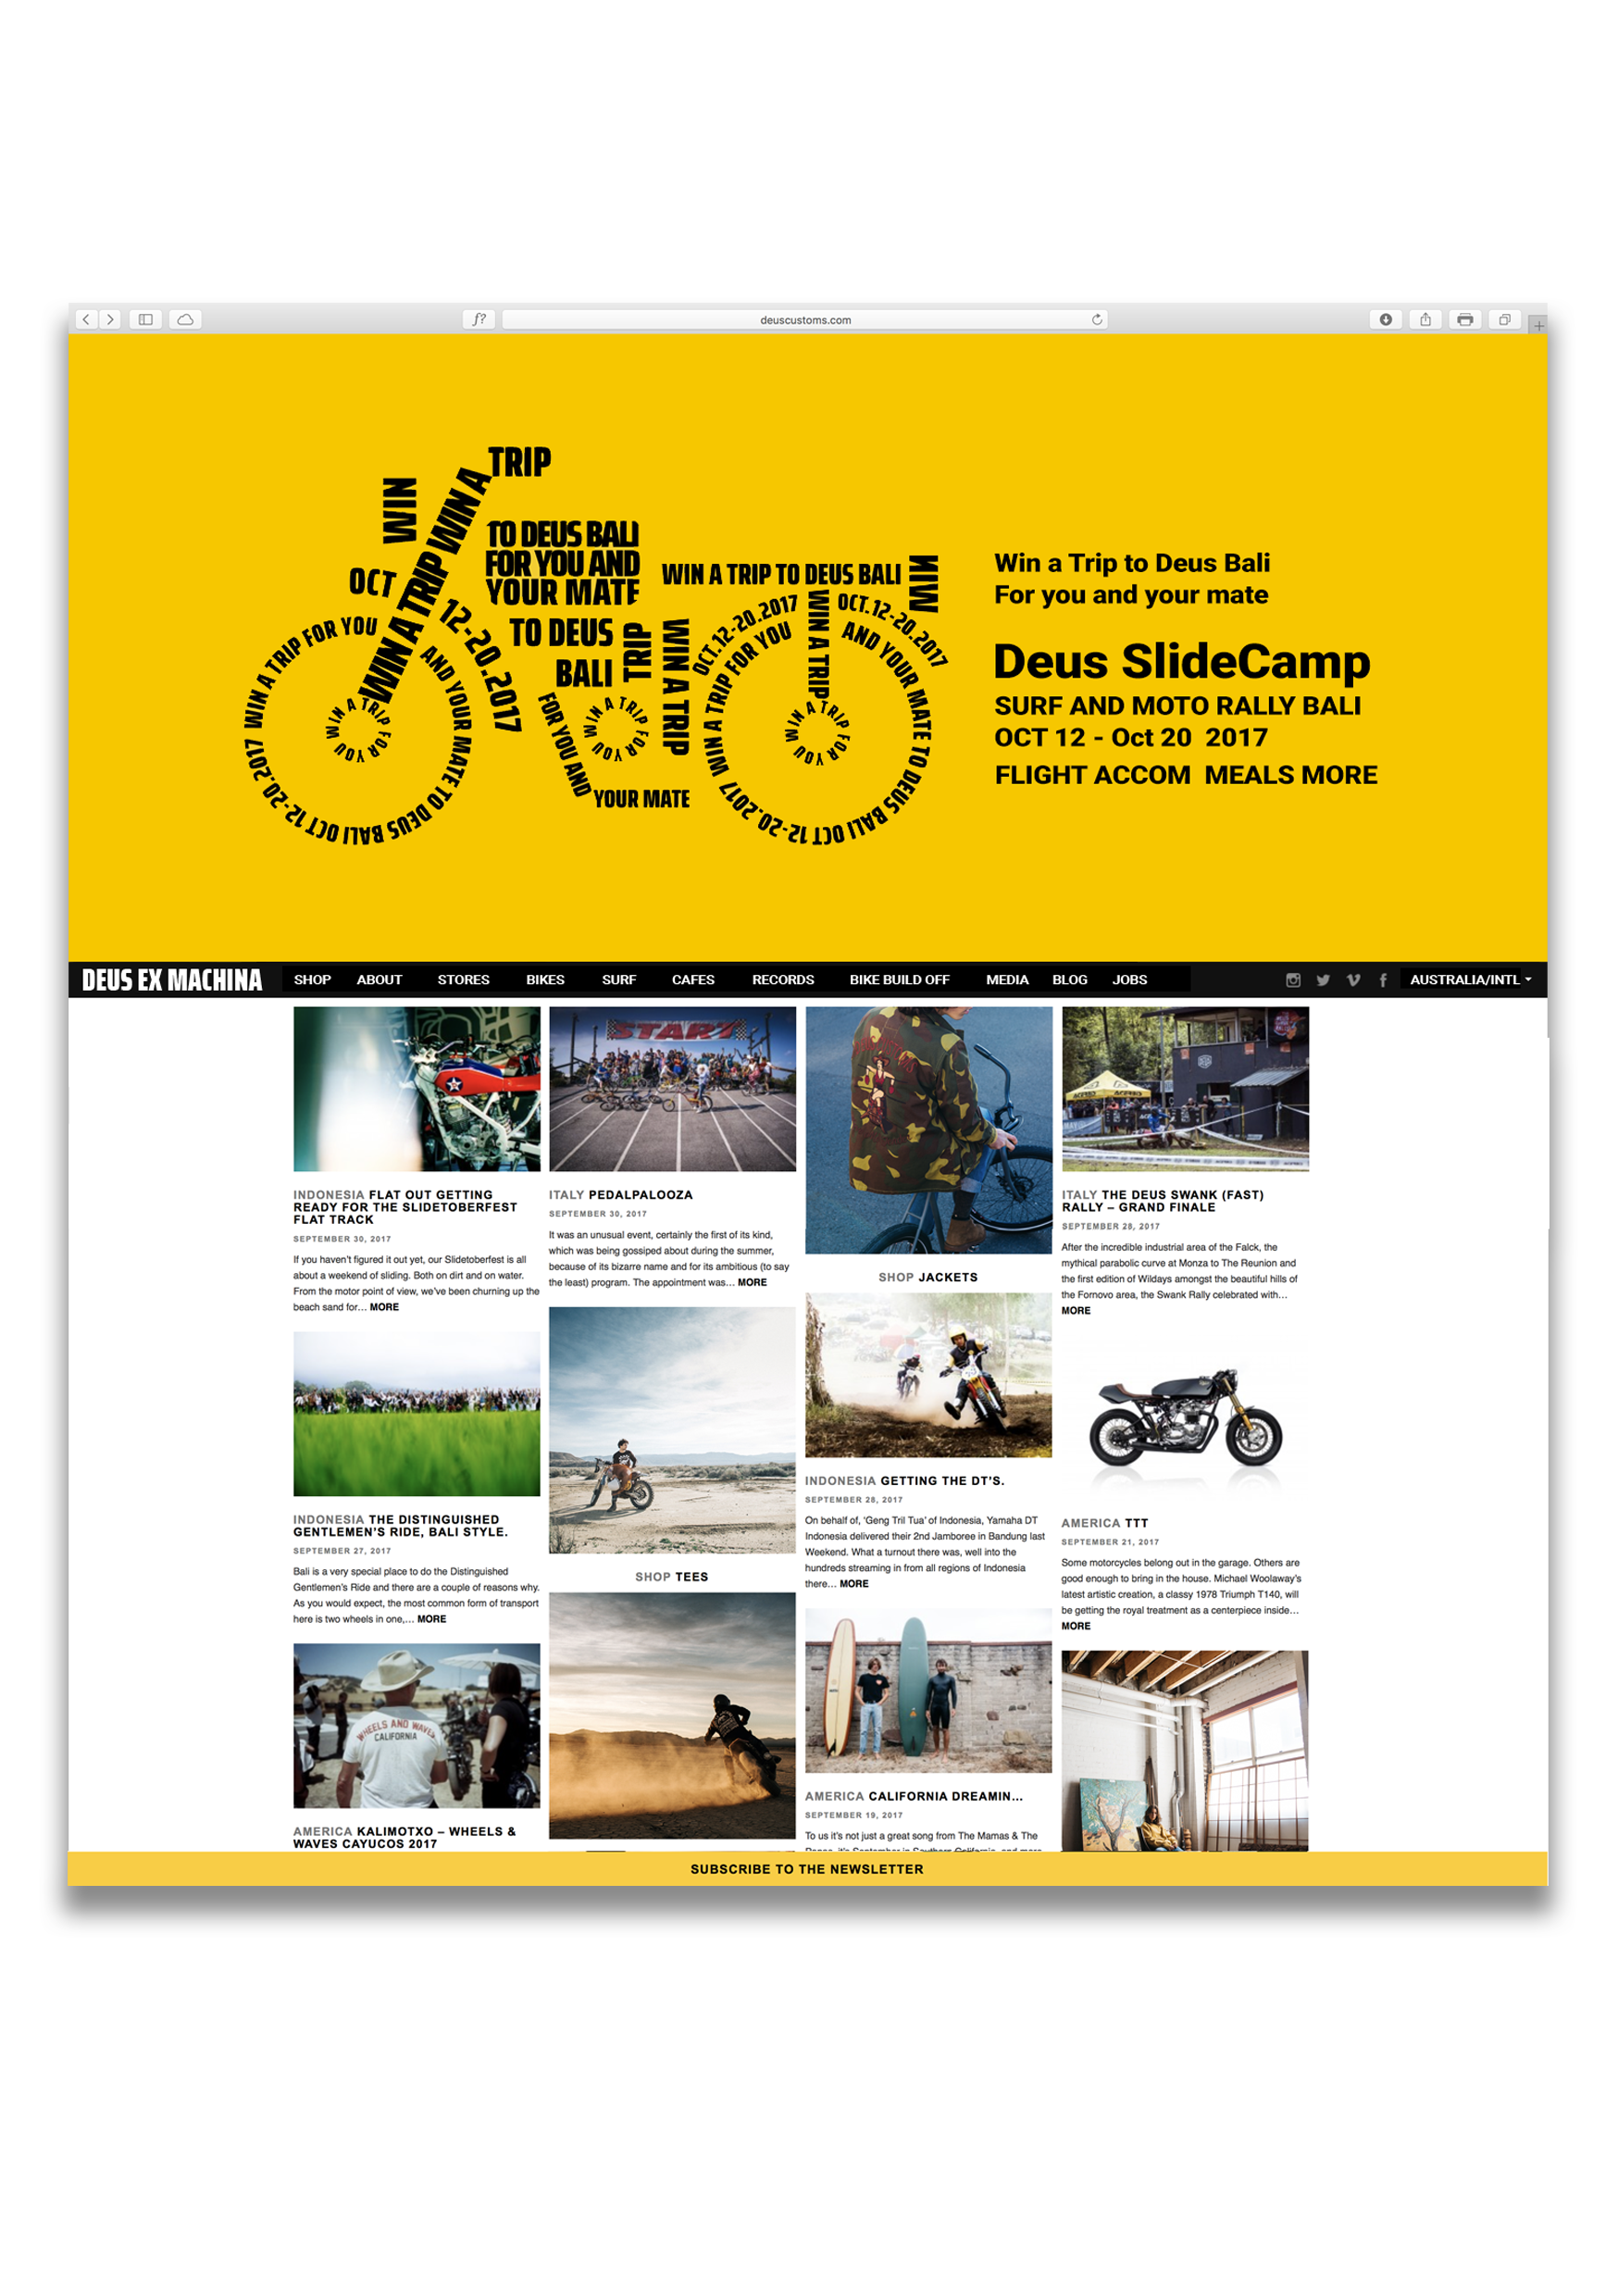 f?
deuscustoms.com
TRIP
WIN
WIN A TRIP WIN A
OCT
12-20.2017
TO DEUS BALI
FOR YOU AND
YOUR MATE
TO DEUS
BALI
TRIP
WIN A TRIP
FOR YOU AND
YOUR MATE
WIN A TRIP FOR YOU
AND YOUR MATE TO DEUS BALI OCT 12-20.2017
WIN A TRIP FOR YOU
WIN A TRIP FOR YOU
WIN A TRIP TO DEUS BALI
WIN
OCT.12-20.2017
OCT.12-20.2017
WIN A TRIP
WIN A TRIP FOR YOU
AND YOUR MATE TO DEUS BALI OCT 12-20.2017
WIN A TRIP FOR YOU
Win a Trip to Deus Bali
For you and your mate
Deus SlideCamp
SURF AND MOTO RALLY BALI
OCT 12 - Oct 20 2017
FLIGHT ACCOM MEALS MORE
DEUS EX MACHINA SHOP ABOUT STORES BIKES SURF CAFES RECORDS BIKE BUILD OFF MEDIA BLOG JOBS AUSTRALIA/INTL
INDONESIA FLAT OUT GETTING
READY FOR THE SLIDETOBERFEST
FLAT TRACK
SEPTEMBER 30, 2017
If you haven't figured it out yet, our Slidetoberfest is all
about a weekend of sliding. Both on dirt and on water.
From the motor point of view, we've been churning up the
beach sand for... MORE
INDONESIA THE DISTINGUISHED
GENTLEMEN'S RIDE, BALI STYLE.
SEPTEMBER 27, 2017
Bali is a very special place to do the Distinguished
Gentlemen's Ride and there are a couple of reasons why.
As you would expect, the most common form of transport
here is two wheels in one,... MORE
WHEELS AND WAVES
CALIFORNIA
AMERICA KALIMOTXO – WHEELS &
WAVES CAYUCOS 2017
START
ITALY PEDALPALOOZA
SEPTEMBER 30, 2017
It was an unusual event, certainly the first of its kind,
which was being gossiped about during the summer,
because of its bizarre name and for its ambitious (to say
the least) program. The appointment was... MORE
SHOP TEES
SHOP JACKETS
INDONESIA GETTING THE DT'S.
SEPTEMBER 28, 2017
On behalf of, 'Geng Tril Tua' of Indonesia, Yamaha DT
Indonesia delivered their 2nd Jamboree in Bandung last
Weekend. What a turnout there was, well into the
hundreds streaming in from all regions of Indonesia
there... MORE
AMERICA CALIFORNIA DREAMIN...
SEPTEMBER 19, 2017
To us it's not just a great song from The Mamas & The
ACERBIS
ITALY THE DEUS SWANK (FAST)
RALLY – GRAND FINALE
SEPTEMBER 28, 2017
After the incredible industrial area of the Falck, the
mythical parabolic curve at Monza to The Reunion and
the first edition of Wildays amongst the beautiful hills of
the Fornovo area, the Swank Rally celebrated with...
MORE
AMERICA TTT
SEPTEMBER 21, 2017
Some motorcycles belong out in the garage. Others are
good enough to bring in the house. Michael Woolaway's
latest artistic creation, a classy 1978 Triumph T140, will
be getting the royal treatment as a centerpiece inside...
MORE
SUBSCRIBE TO THE NEWSLETTER